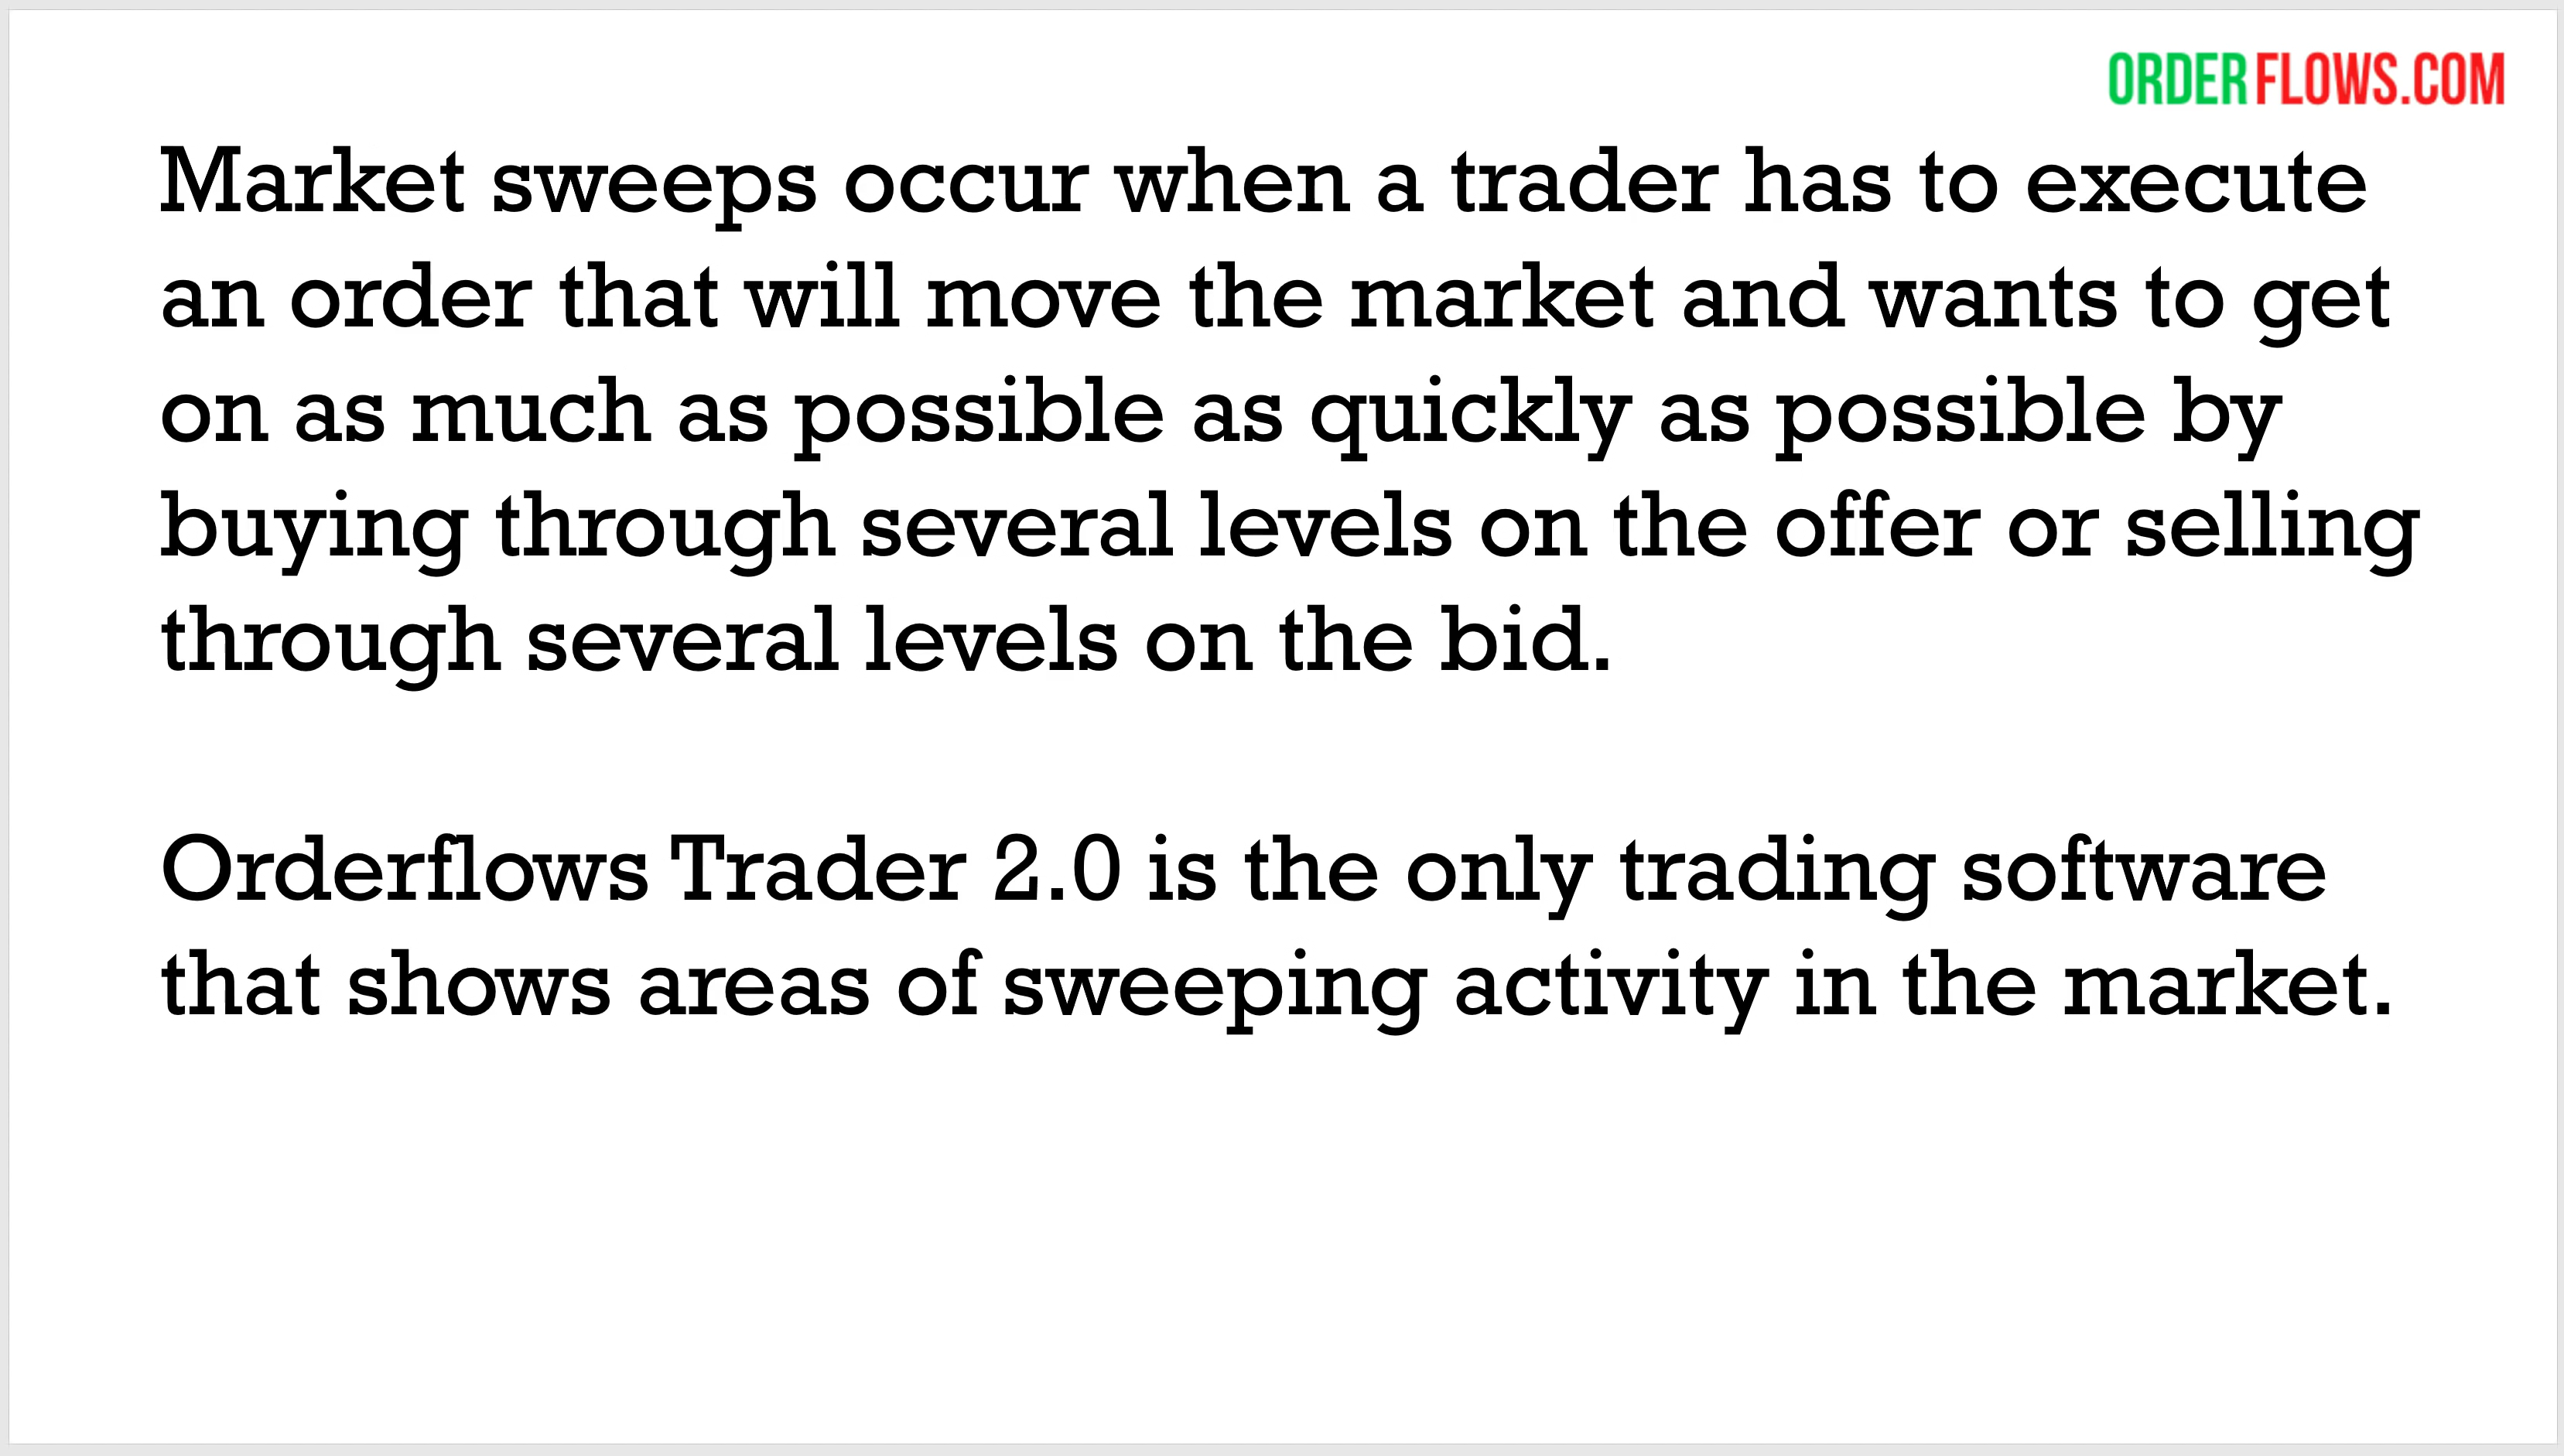 ORDERFLOWS.COM
Market sweeps occur when a trader has to execute
an order that will move the market and wants to get
on as much as possible as quickly as possible by
buying through several levels on the offer or selling
through several levels on the bid.
Orderflows Trader 2.0 is the only trading software
that shows areas of sweeping activity in the market.